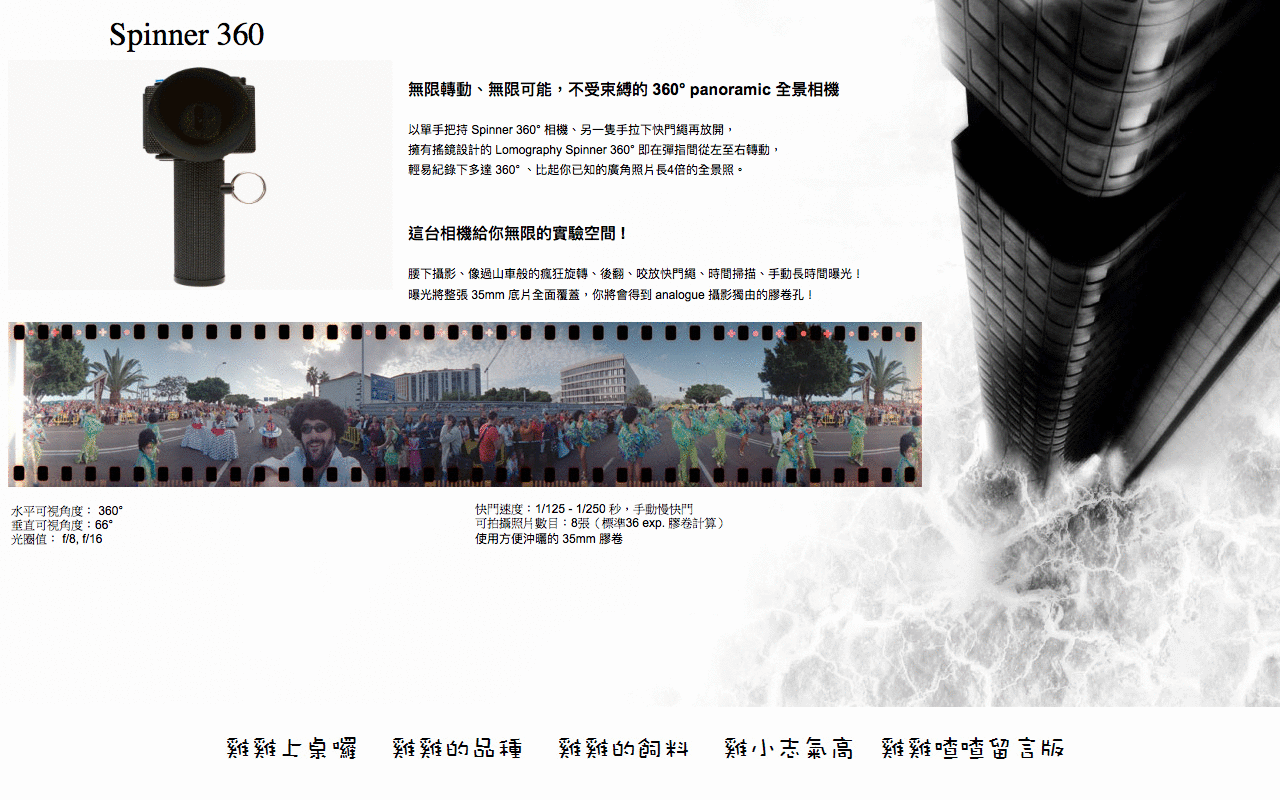 Spinner 360
無限轉動、無限可能，不受束縛的 360° panoramic 全景相機
以單手把持 Spinner 360° 相機、另一隻手拉下快門繩再放開，
擁有搖鏡設計的 Lomography Spinner 360° 即在彈指間從左至右轉動，
輕易紀錄下多達 360° 、比起你已知的廣角照片長4倍的全景照。
這台相機給你無限的實驗空間！
腰下攝影、像過山車般的瘋狂旋轉、後翻、咬放快門繩、時間掃描、手動長時間曝光！
曝光將整張 35mm 底片全面覆蓋，你將會得到 analogue 攝影獨由的膠卷孔！
水平可視角度： 360°
垂直可視角度：66°
光圈值： f/8, f/16
快門速度：1/125 - 1/250 秒，手動慢快門
可拍攝照片數目：8張（標準36 exp. 膠卷計算）
使用方便沖曬的 35mm 膠卷
雞雞上桌囉 雞雞的品種 雞雞的飼料 雞小志氣高 雞雞喳喳留言版